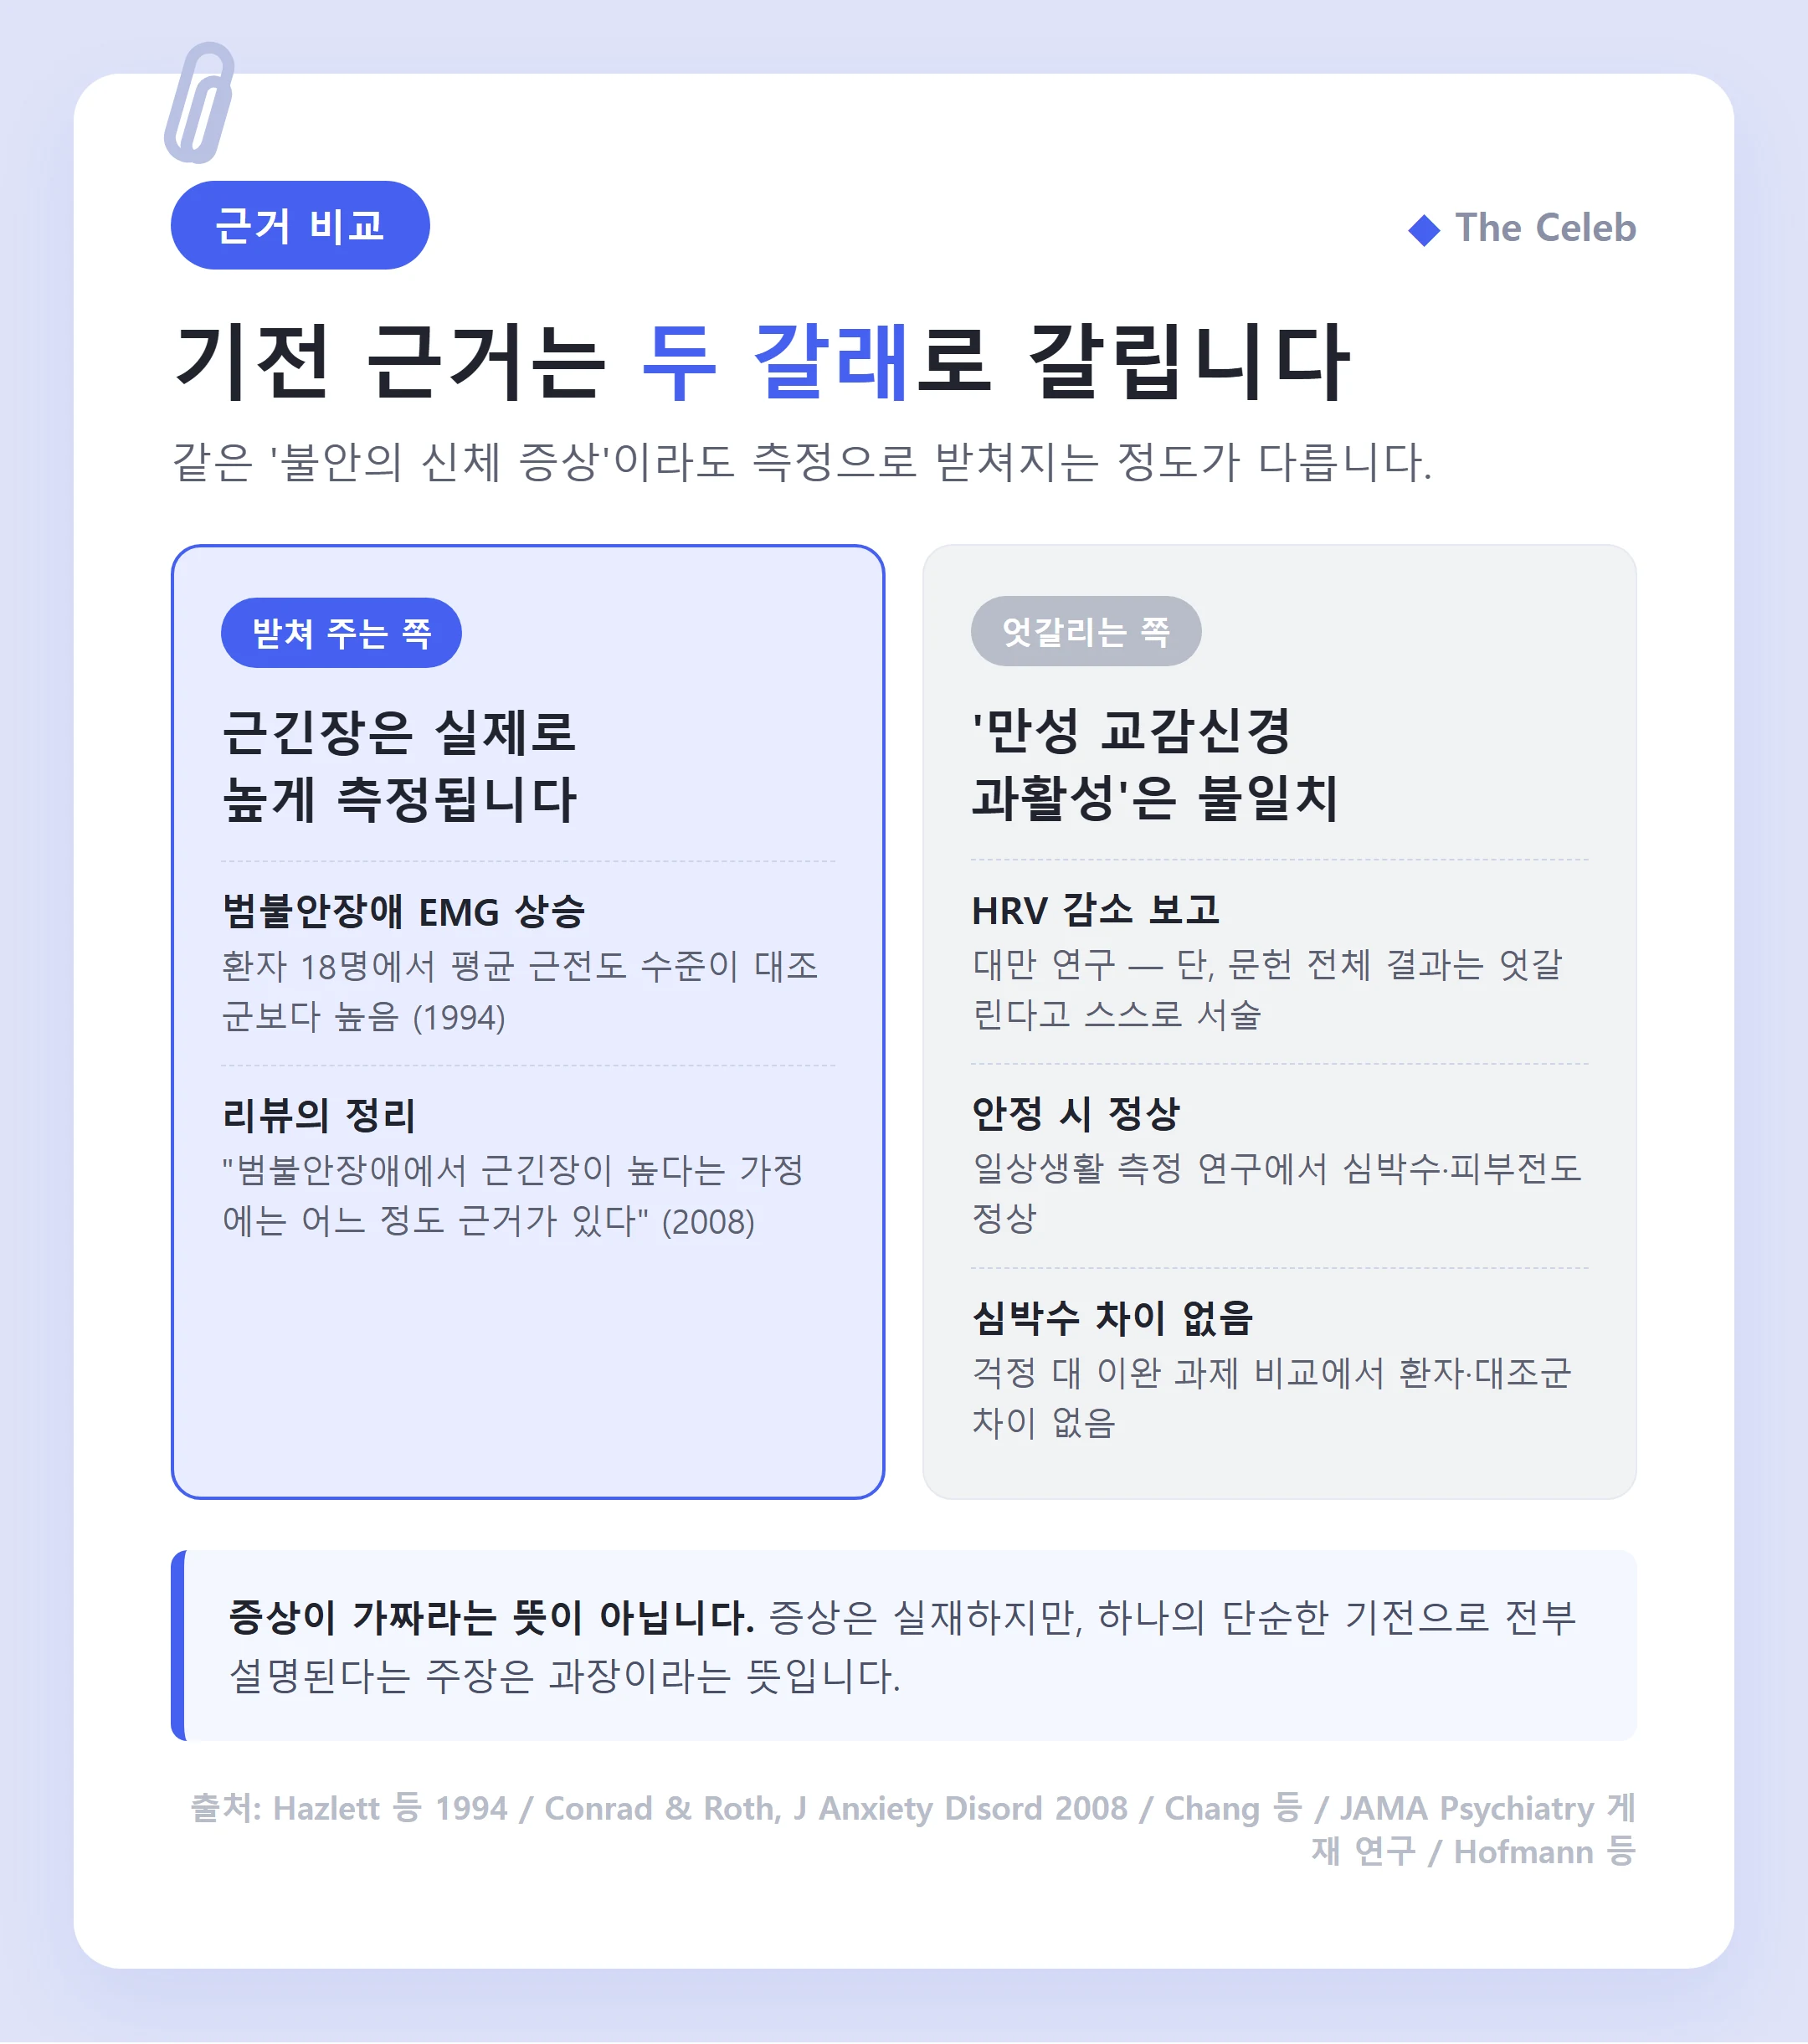 근거 비교
◆ The Celeb
기전 근거는 두 갈래로 갈립니다
같은 '불안의 신체 증상'이라도 측정으로 받쳐지는 정도가 다릅니다.
받쳐 주는 쪽
근긴장은 실제로
높게 측정됩니다
범불안장애 EMG 상승
환자 18명에서 평균 근전도 수준이 대조
군보다 높음 (1994)
리뷰의 정리
"범불안장애에서 근긴장이 높다는 가정
에는 어느 정도 근거가 있다" (2008)
엇갈리는 쪽
'만성 교감신경
과활성'은 불일치
HRV 감소 보고
대만 연구 — 단, 문헌 전체 결과는 엇갈
린다고 스스로 서술
안정 시 정상
일상생활 측정 연구에서 심박수·피부전도
정상
심박수 차이 없음
걱정 대 이완 과제 비교에서 환자·대조군
차이 없음
증상이 가짜라는 뜻이 아닙니다. 증상은 실재하지만, 하나의 단순한 기전으로 전부
설명된다는 주장은 과장이라는 뜻입니다.
출처: Hazlett 등 1994 / Conrad & Roth, J Anxiety Disord 2008 / Chang 등 / JAMA Psychiatry 게
재 연구 / Hofmann 등